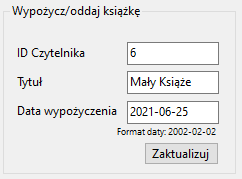 Wypożycz/oddaj książkę
ID Czytelnika 6
Tytuł Mały Książe
Data wypożyczenia 2021-06-25
Format daty: 2002-02-02
Zaktualizuj